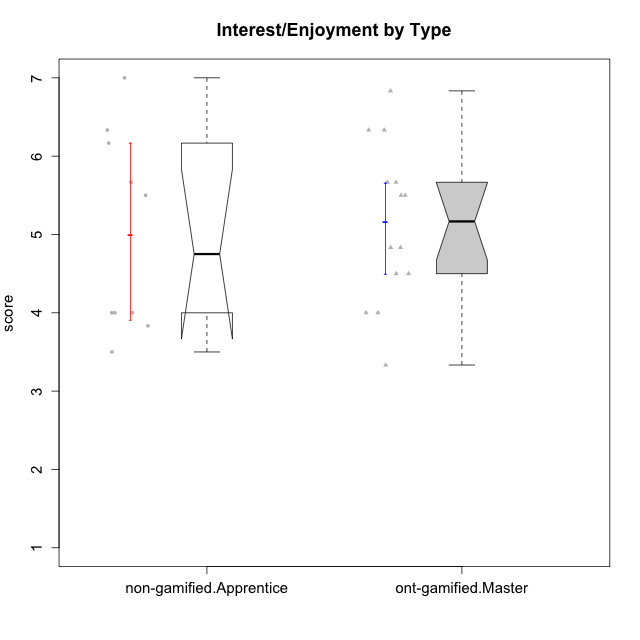 Interest/Enjoyment by Type
7
6
5
4
3
2
1
score
non-gamified.Apprentice
ont-gamified.Master